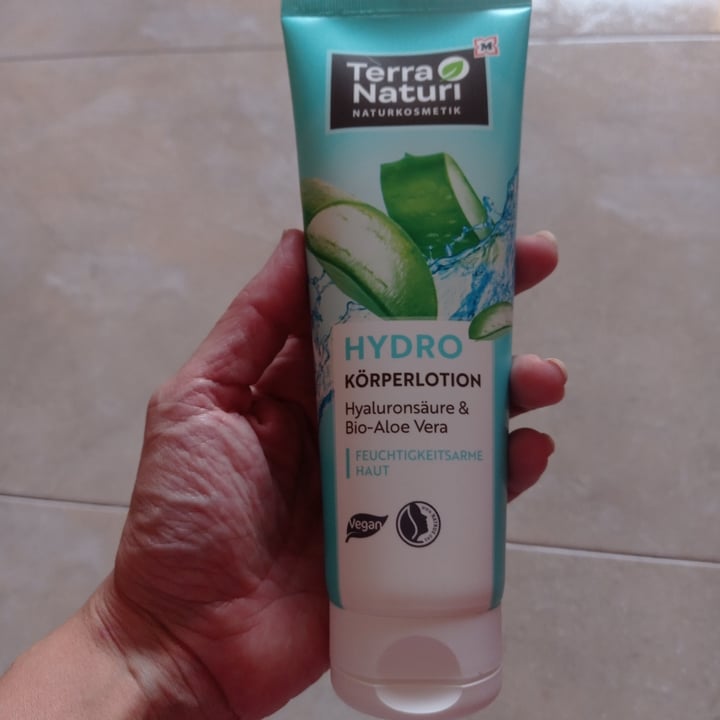 M
Terra
Naturi
NATURKOSMETIK
HYDRO
KÖRPERLOTION
Hyaluronsäure &
Bio-Aloe Vera
FEUCHTIGKEITSARME
HAUT
Vegan